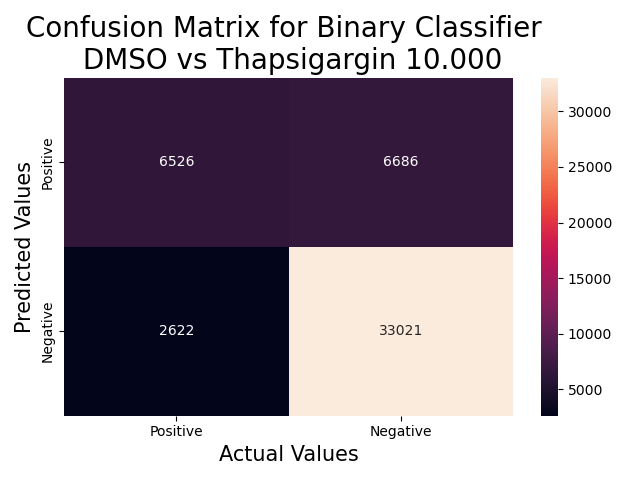 Confusion Matrix for Binary Classifier
DMSO vs Thapsigargin 10.000
Predicted Values
Positive
6526
6686
Negative
2622
33021
Positive
Negative
Actual Values
30000
25000
20000
15000
10000
5000